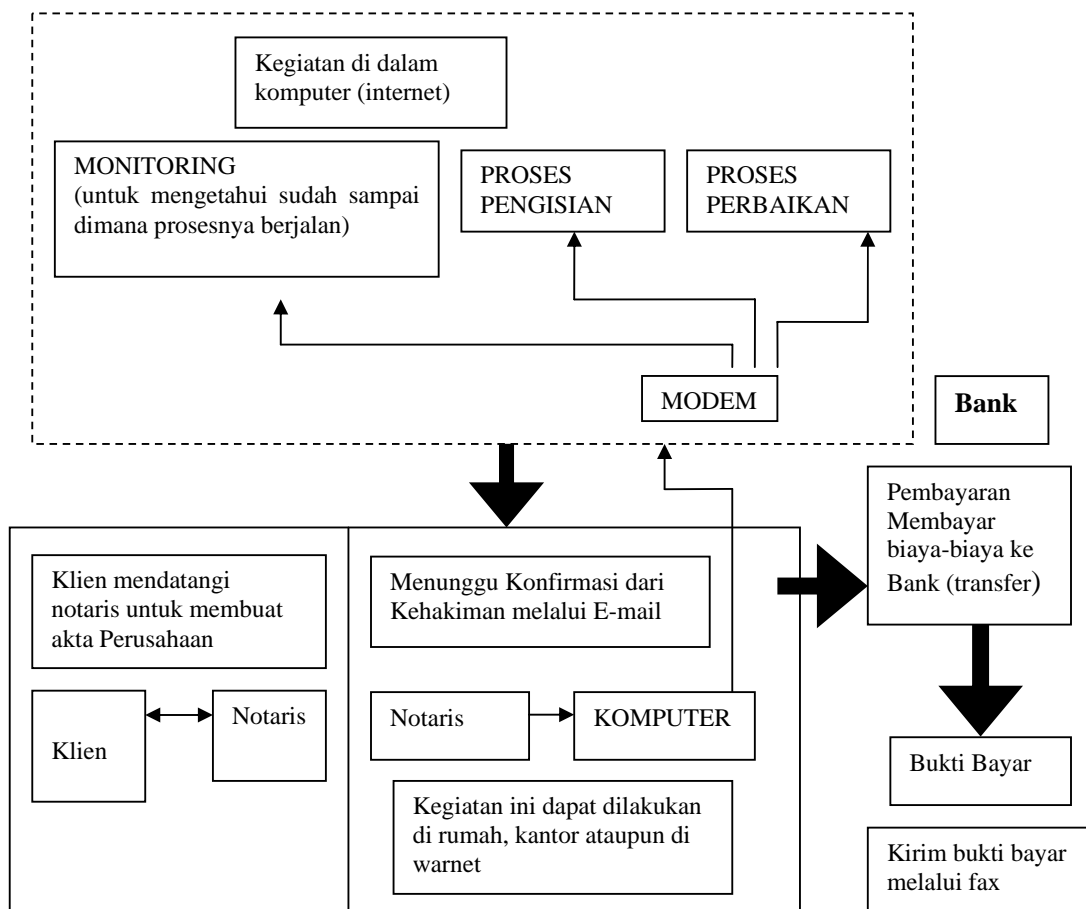 Kegiatan di dalam
komputer (internet)
MONITORING
(untuk mengetahui sudah sampai
dimana prosesnya berjalan)
PROSES
PENGISIAN
PROSES
PERBAIKAN
MODEM
Bank
Pembayaran
Membayar
biaya-biaya ke
Bank (transfer)
Klien mendatangi
notaris untuk membuat
akta Perusahaan
Menunggu Konfirmasi dari
Kehakiman melalui E-mail
Klien
Notaris
Notaris
KOMPUTER
Bukti Bayar
Kegiatan ini dapat dilakukan
di rumah, kantor ataupun di
warnet
Kirim bukti bayar
melalui fax